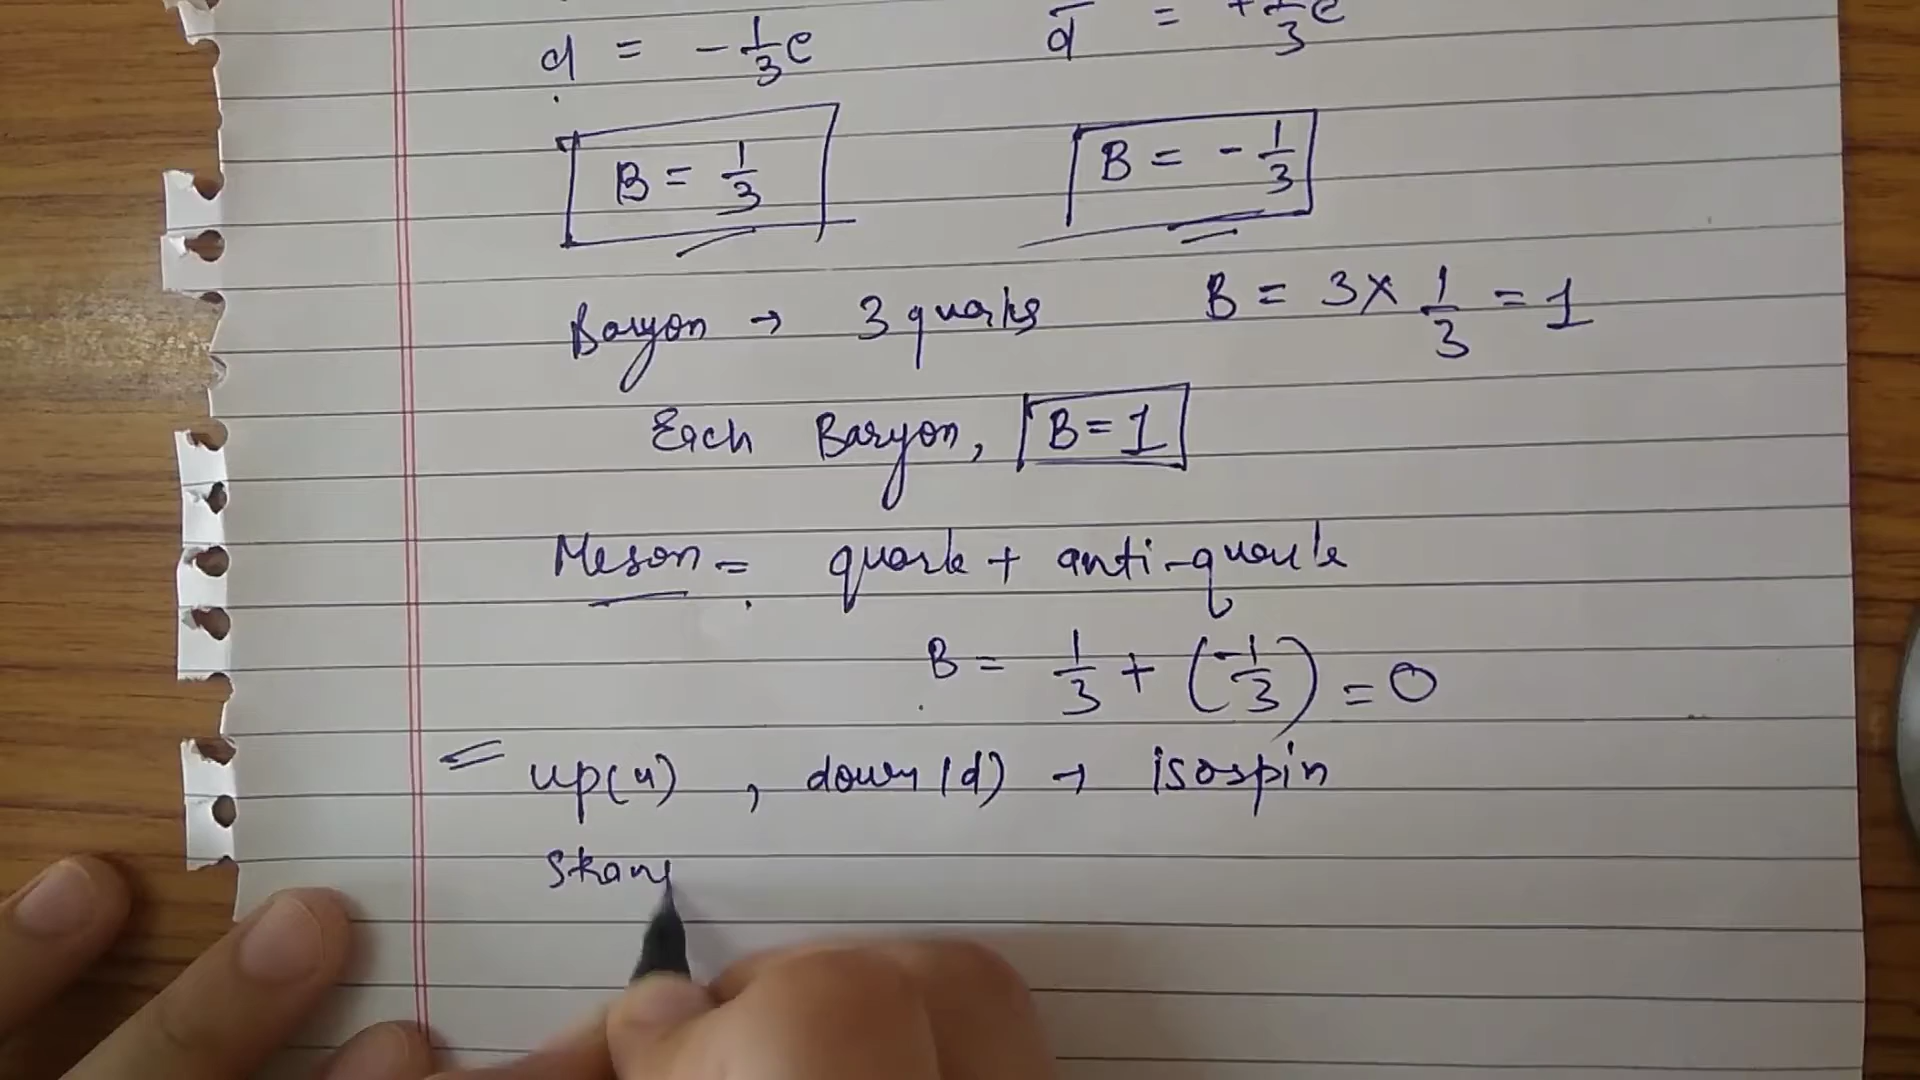 d = -1/3 e    d̄ = +1/3 e
B = 1/3    B = -1/3
Baryon → 3 quarks    B = 3 × 1/3 = 1
Each Baryon, B = 1
Meson = quark + anti-quark
B = 1/3 + (-1/3) = 0
up(u) , down(d) → isospin
Stran